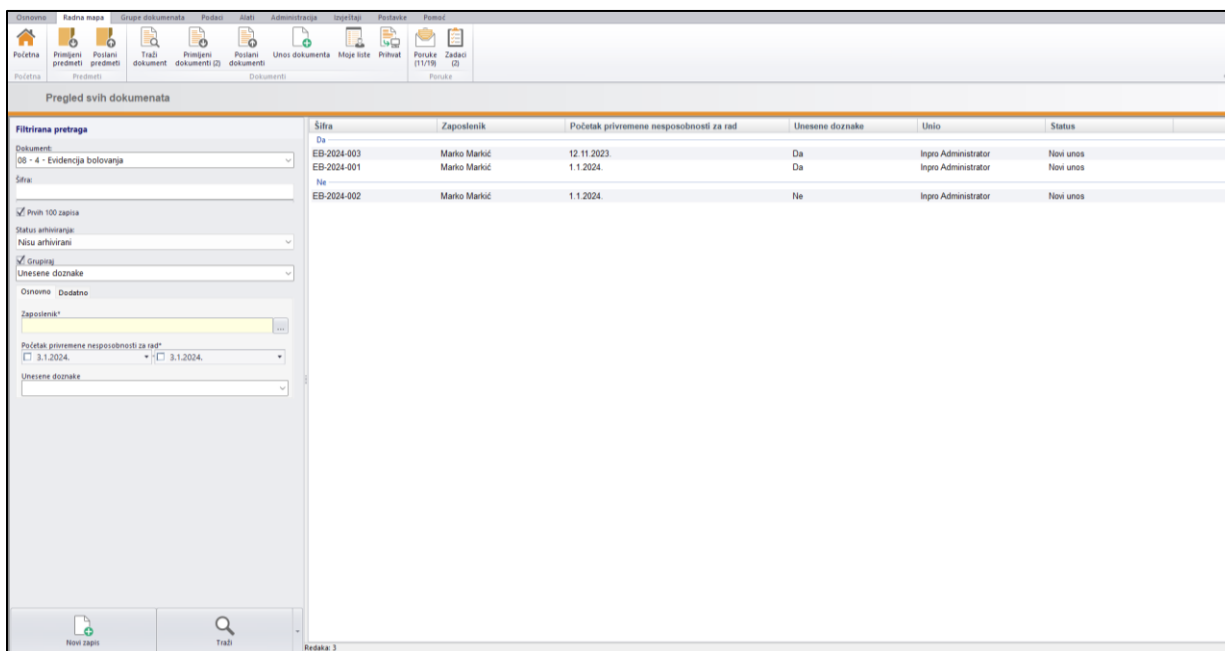 Osnovno Radna mapa Grupe dokumenata Podaci Alati Administracija Izvještaji Postavke Pomoć
Početna Primljeni predmeti Poslani predmeti Traži dokument Primljeni dokumenti (2) Poslani dokumenti Unos dokumenta Moje liste Prihvat Poruke (11/19) Zadaci (2)
Početna Predmeti Dokumenti Poruke
Pregled svih dokumenata
Filtrirana pretraga
Dokument:
08 - 4 - Evidencija bolovanja
Šifra:
Prvih 100 zapisa
Status arhiviranja:
Nisu arhivirani
Grupiraj
Unesene doznake
Osnovno Dodatno
Zaposlenik*
...
Početak privremene nesposobnosti za rad*
3.1.2024. - 3.1.2024.
Unesene doznake
Novi zapis Traži
Šifra Zaposlenik Početak privremene nesposobnosti za rad Unesene doznake Unio Status
Da
EB-2024-003 Marko Markić 12.11.2023. Da Inpro Administrator Novi unos
EB-2024-001 Marko Markić 1.1.2024. Da Inpro Administrator Novi unos
Ne
EB-2024-002 Marko Markić 1.1.2024. Ne Inpro Administrator Novi unos
Redaka: 3